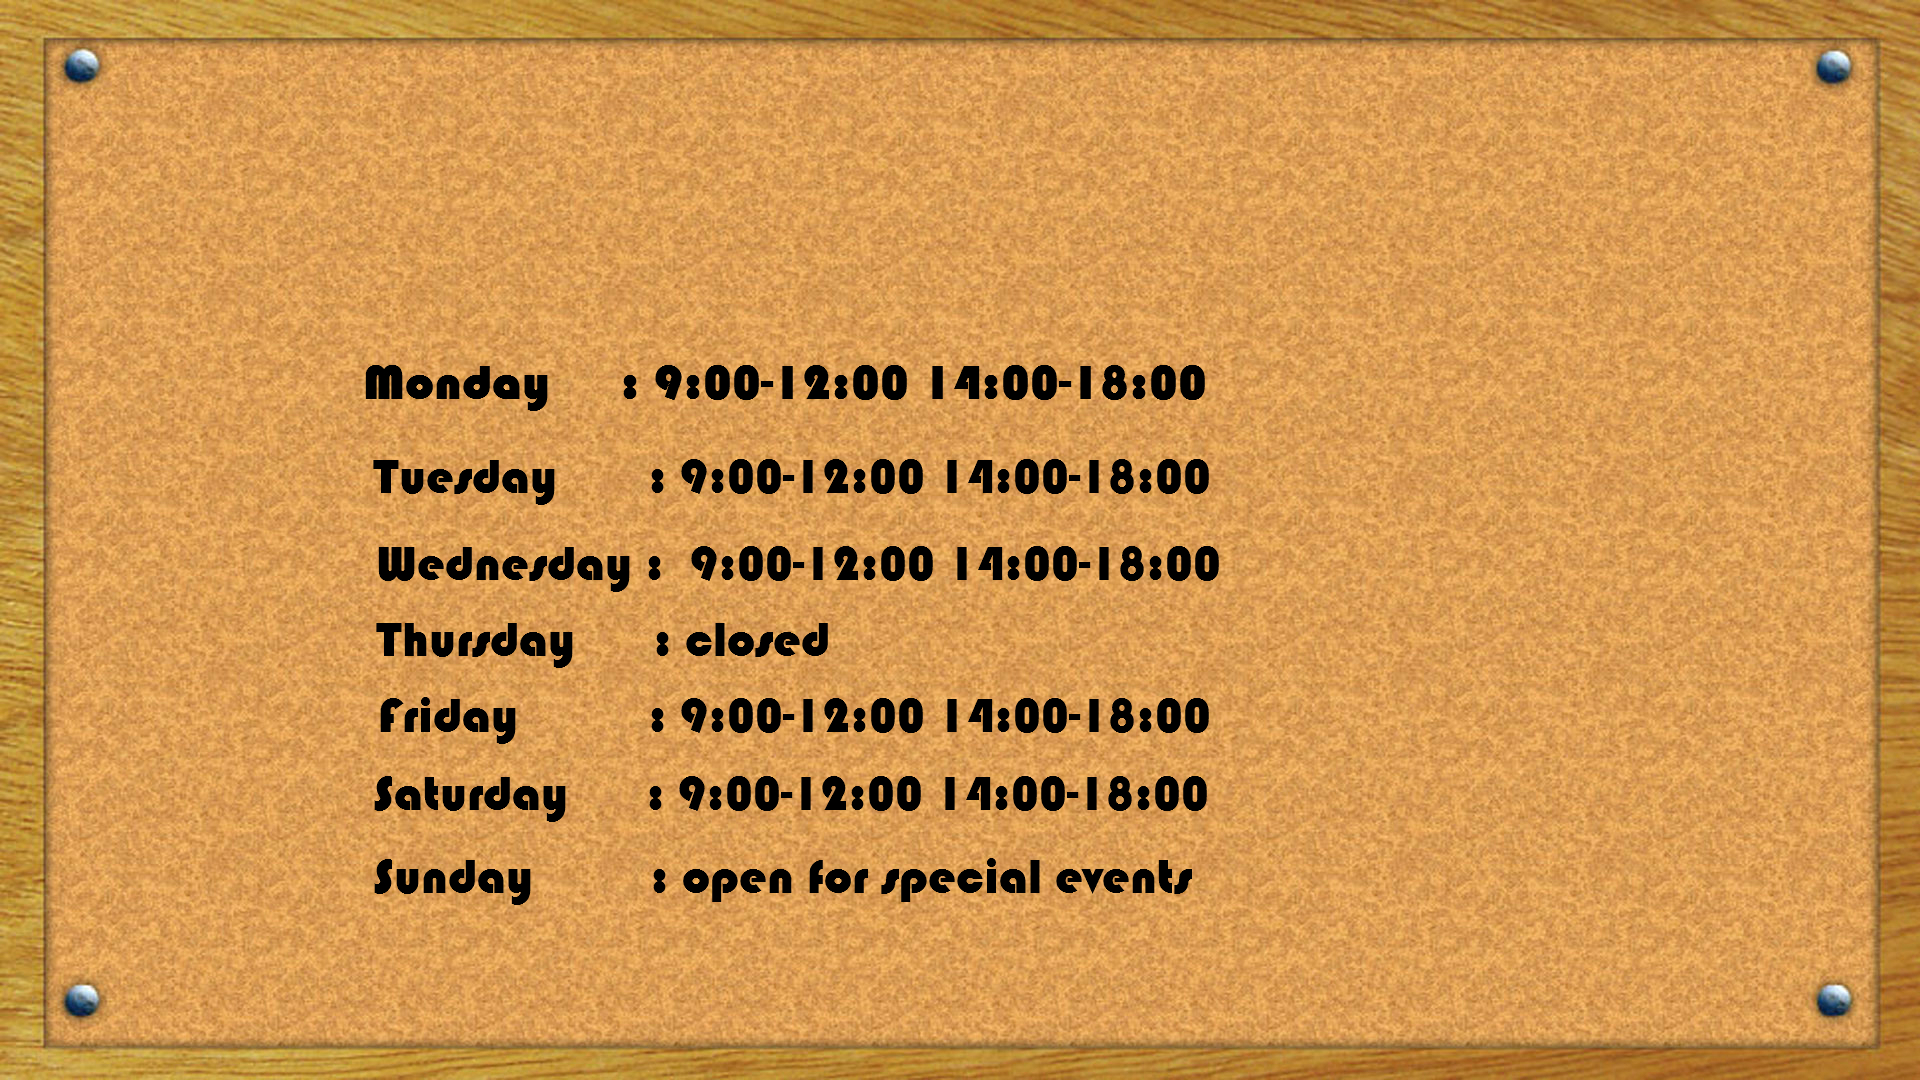 Monday : 9:00-12:00 14:00-18:00
Tuesday : 9:00-12:00 14:00-18:00
Wednesday : 9:00-12:00 14:00-18:00
Thursday : closed
Friday : 9:00-12:00 14:00-18:00
Saturday : 9:00-12:00 14:00-18:00
Sunday : open for special events